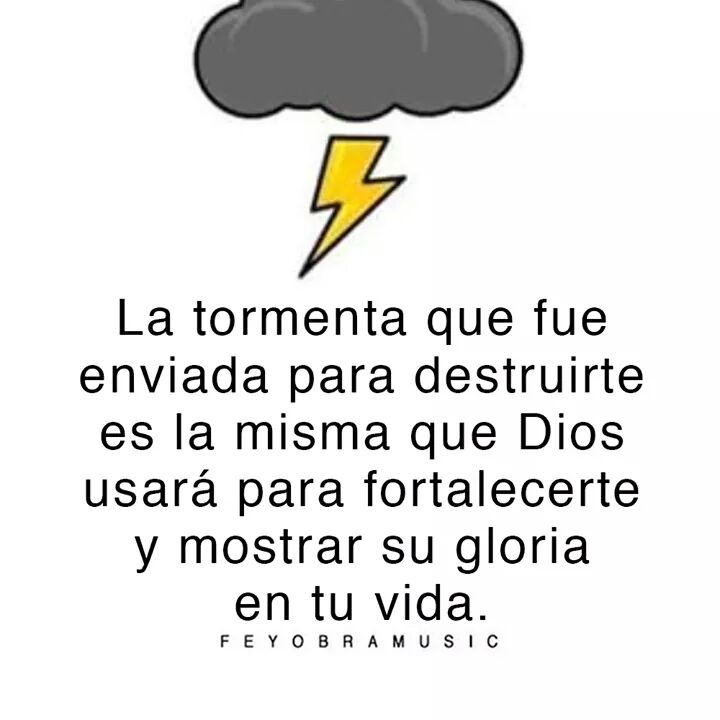 La tormenta que fue
enviada para destruirte
es la misma que Dios
usará para fortalecerte
y mostrar su gloria
en tu vida.
FEYOBRAMUSIC